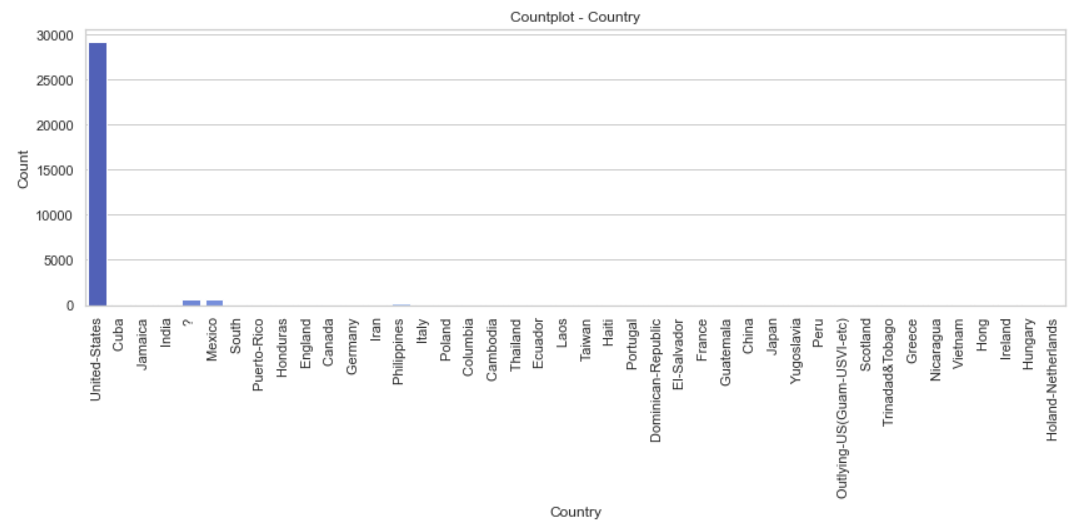 Countplot - Country
30000
25000
20000
15000
10000
5000
0
Count
United-States
Cuba
Jamaica
India
?
Mexico
South
Puerto-Rico
Honduras
England
Canada
Germany
Iran
Philippines
Italy
Poland
Columbia
Cambodia
Thailand
Ecuador
Laos
Taiwan
Haiti
Portugal
Dominican-Republic
El-Salvador
France
Guatemala
China
Japan
Yugoslavia
Peru
Outlying-US(Guam-USVI-etc)
Scotland
Trinadad&Tobago
Greece
Nicaragua
Vietnam
Hong
Ireland
Hungary
Holand-Netherlands
Country